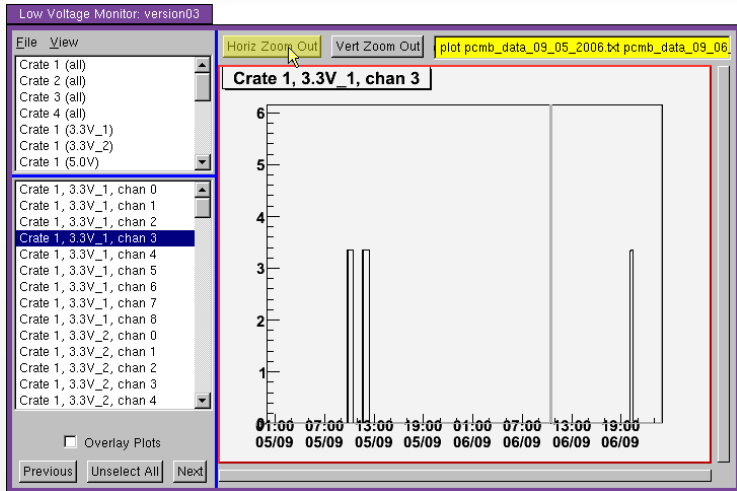 Low Voltage Monitor: version03
File View
Crate 1 (all)
Crate 2 (all)
Crate 3 (all)
Crate 4 (all)
Crate 1 (3.3V_1)
Crate 1 (3.3V_2)
Crate 1 (5.0V)
Crate 1, 3.3V_1, chan 0
Crate 1, 3.3V_1, chan 1
Crate 1, 3.3V_1, chan 2
Crate 1, 3.3V_1, chan 3
Crate 1, 3.3V_1, chan 4
Crate 1, 3.3V_1, chan 5
Crate 1, 3.3V_1, chan 6
Crate 1, 3.3V_1, chan 7
Crate 1, 3.3V_1, chan 8
Crate 1, 3.3V_2, chan 0
Crate 1, 3.3V_2, chan 1
Crate 1, 3.3V_2, chan 2
Crate 1, 3.3V_2, chan 3
Crate 1, 3.3V_2, chan 4
Overlay Plots
Previous Unselect All Next
Horiz Zoom Out Vert Zoom Out plot pcmb_data_09_05_2006.txt pcmb_data_09_06_
Crate 1, 3.3V_1, chan 3
6
5
4
3
2
1
0
01:00 07:00 13:00 19:00 01:00 07:00 13:00 19:00
05/09 05/09 05/09 05/09 06/09 06/09 06/09 06/09